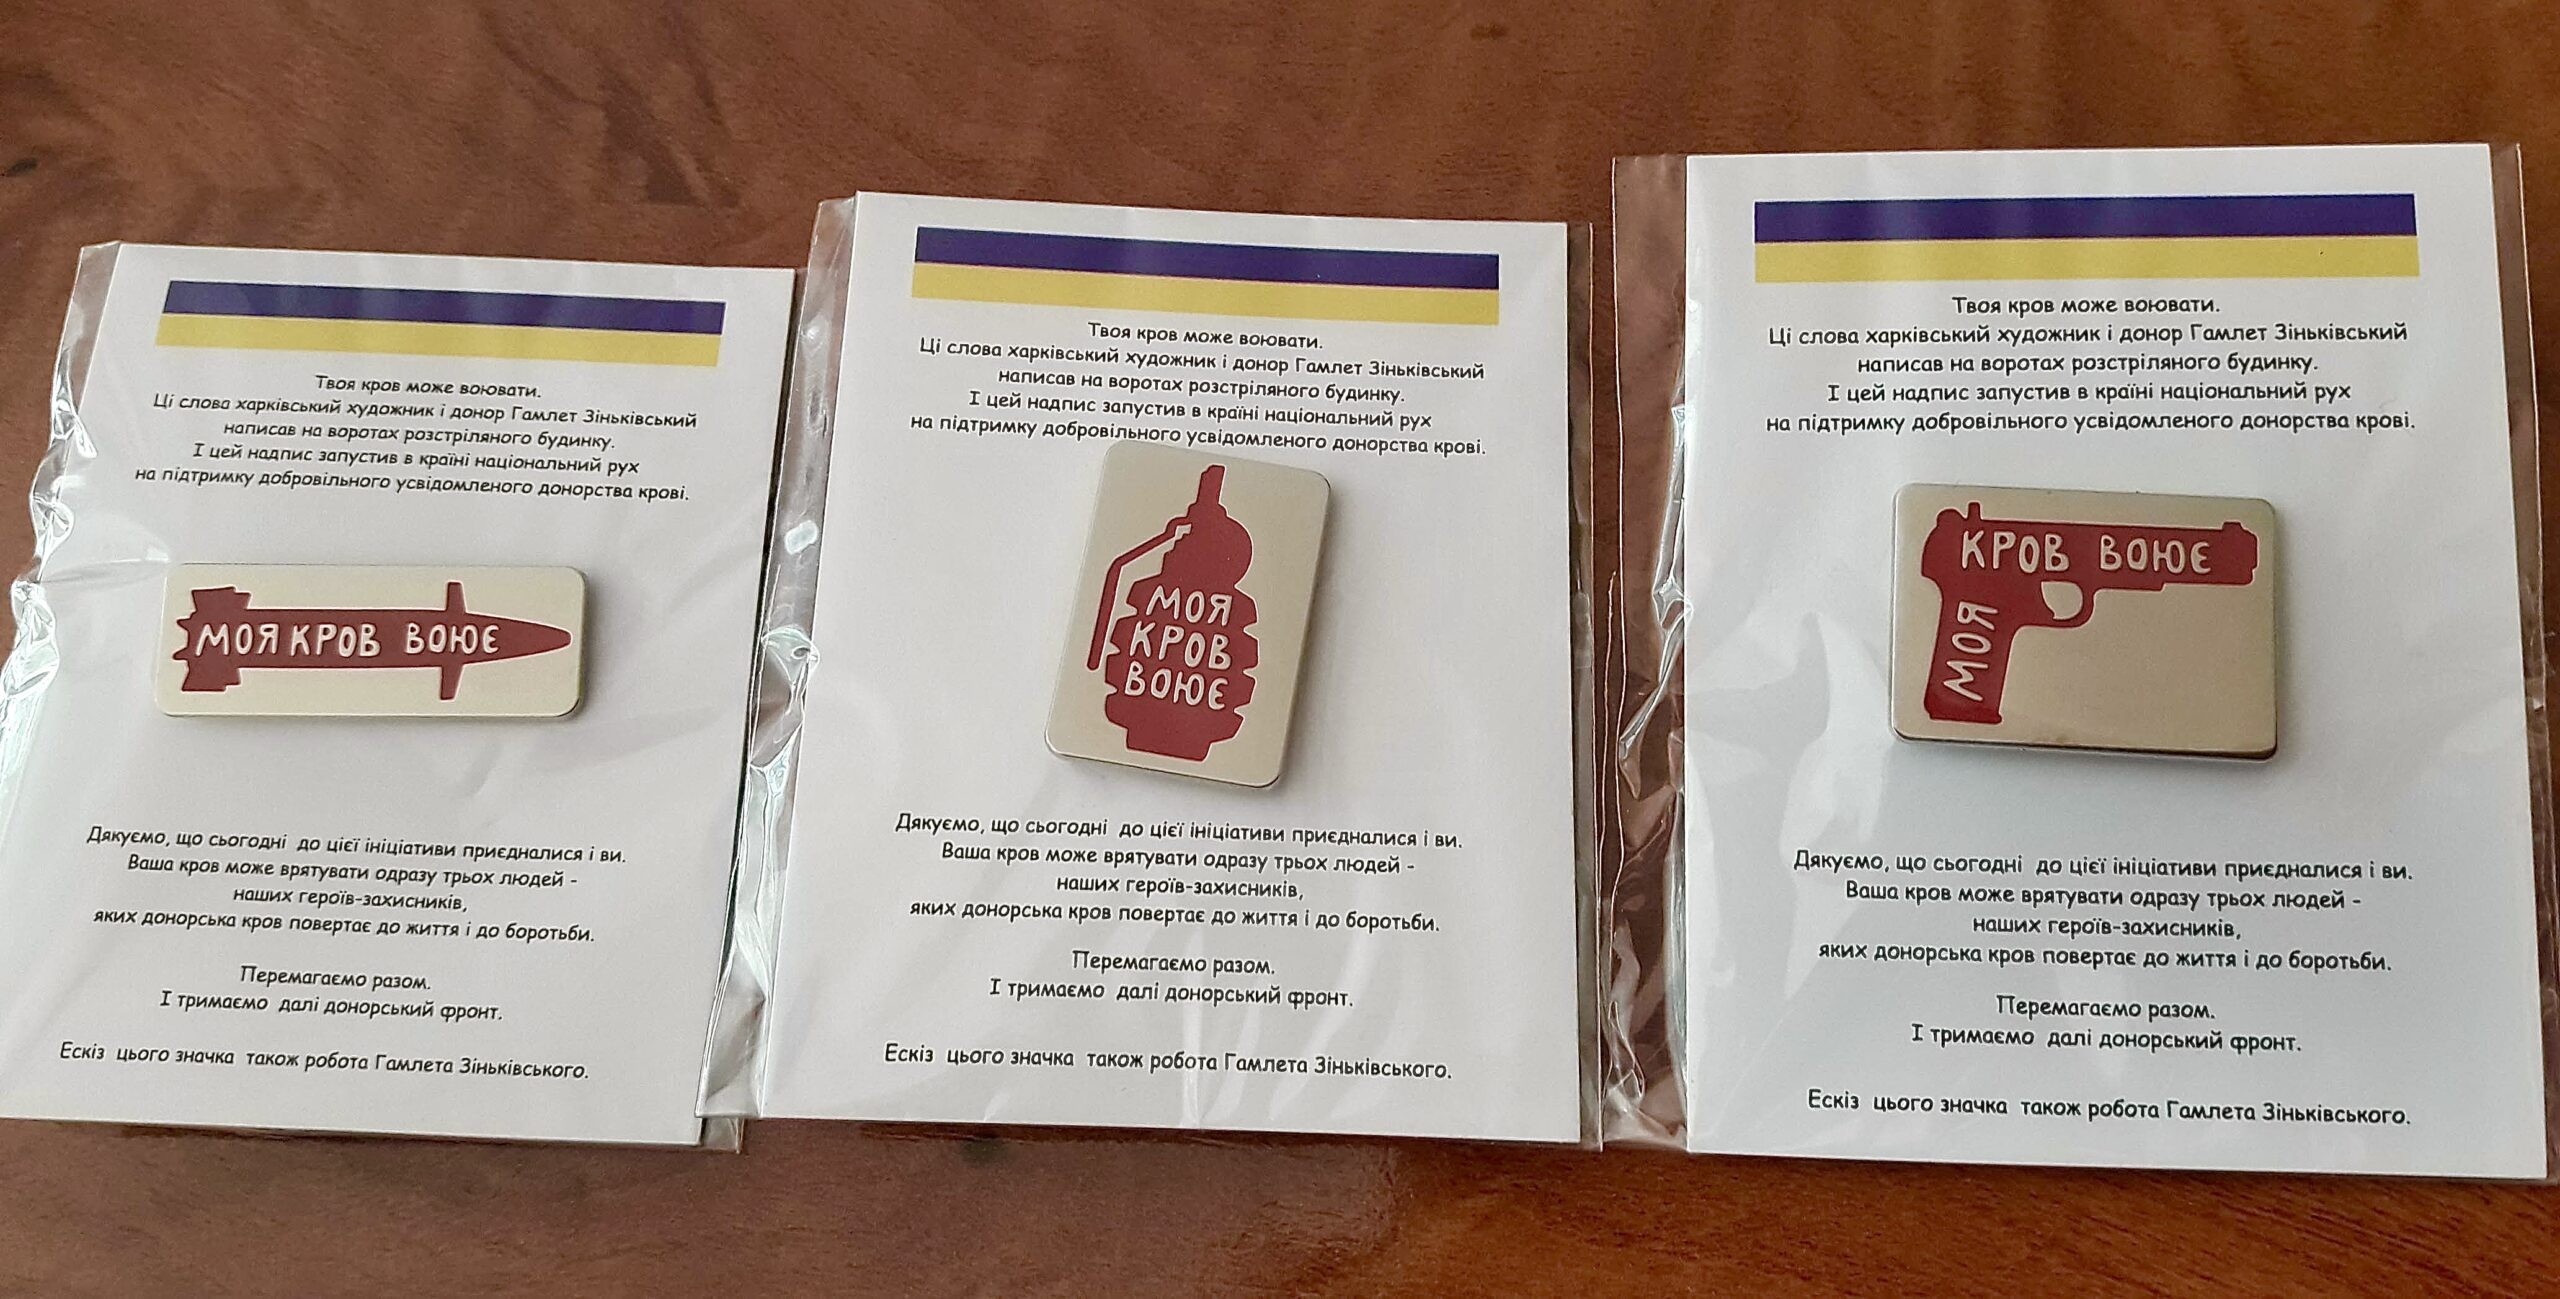 Твоя кров може воювати.
Ці слова харківський художник і донор Гамлет Зіньківський
написав на воротах розстріляного будинку.
І цей надпис запустив в країні національний рух
на підтримку добровільного усвідомленого донорства крові.
МОЯ КРОВ ВОЮЄ
Дякуємо, що сьогодні до цієї ініціативи приєдналися і ви.
Ваша кров може врятувати одразу трьох людей -
наших героїв-захисників,
яких донорська кров повертає до життя і до боротьби.
Перемагаємо разом.
І тримаємо далі донорський фронт.
Ескіз цього значка також робота Гамлета Зіньківського.
Твоя кров може воювати.
Ці слова харківський художник і донор Гамлет Зіньківський
написав на воротах розстріляного будинку.
І цей надпис запустив в країні національний рух
на підтримку добровільного усвідомленого донорства крові.
МОЯ
КРОВ
ВОЮЄ
Дякуємо, що сьогодні до цієї ініціативи приєдналися і ви.
Ваша кров може врятувати одразу трьох людей -
наших героїв-захисників,
яких донорська кров повертає до життя і до боротьби.
Перемагаємо разом.
І тримаємо далі донорський фронт.
Ескіз цього значка також робота Гамлета Зіньківського.
Твоя кров може воювати.
Ці слова харківський художник і донор Гамлет Зіньківський
написав на воротах розстріляного будинку.
І цей надпис запустив в країні національний рух
на підтримку добровільного усвідомленого донорства крові.
МОЯ
КРОВ ВОЮЄ
Дякуємо, що сьогодні до цієї ініціативи приєдналися і ви.
Ваша кров може врятувати одразу трьох людей -
наших героїв-захисників,
яких донорська кров повертає до життя і до боротьби.
Перемагаємо разом.
І тримаємо далі донорський фронт.
Ескіз цього значка також робота Гамлета Зіньківського.